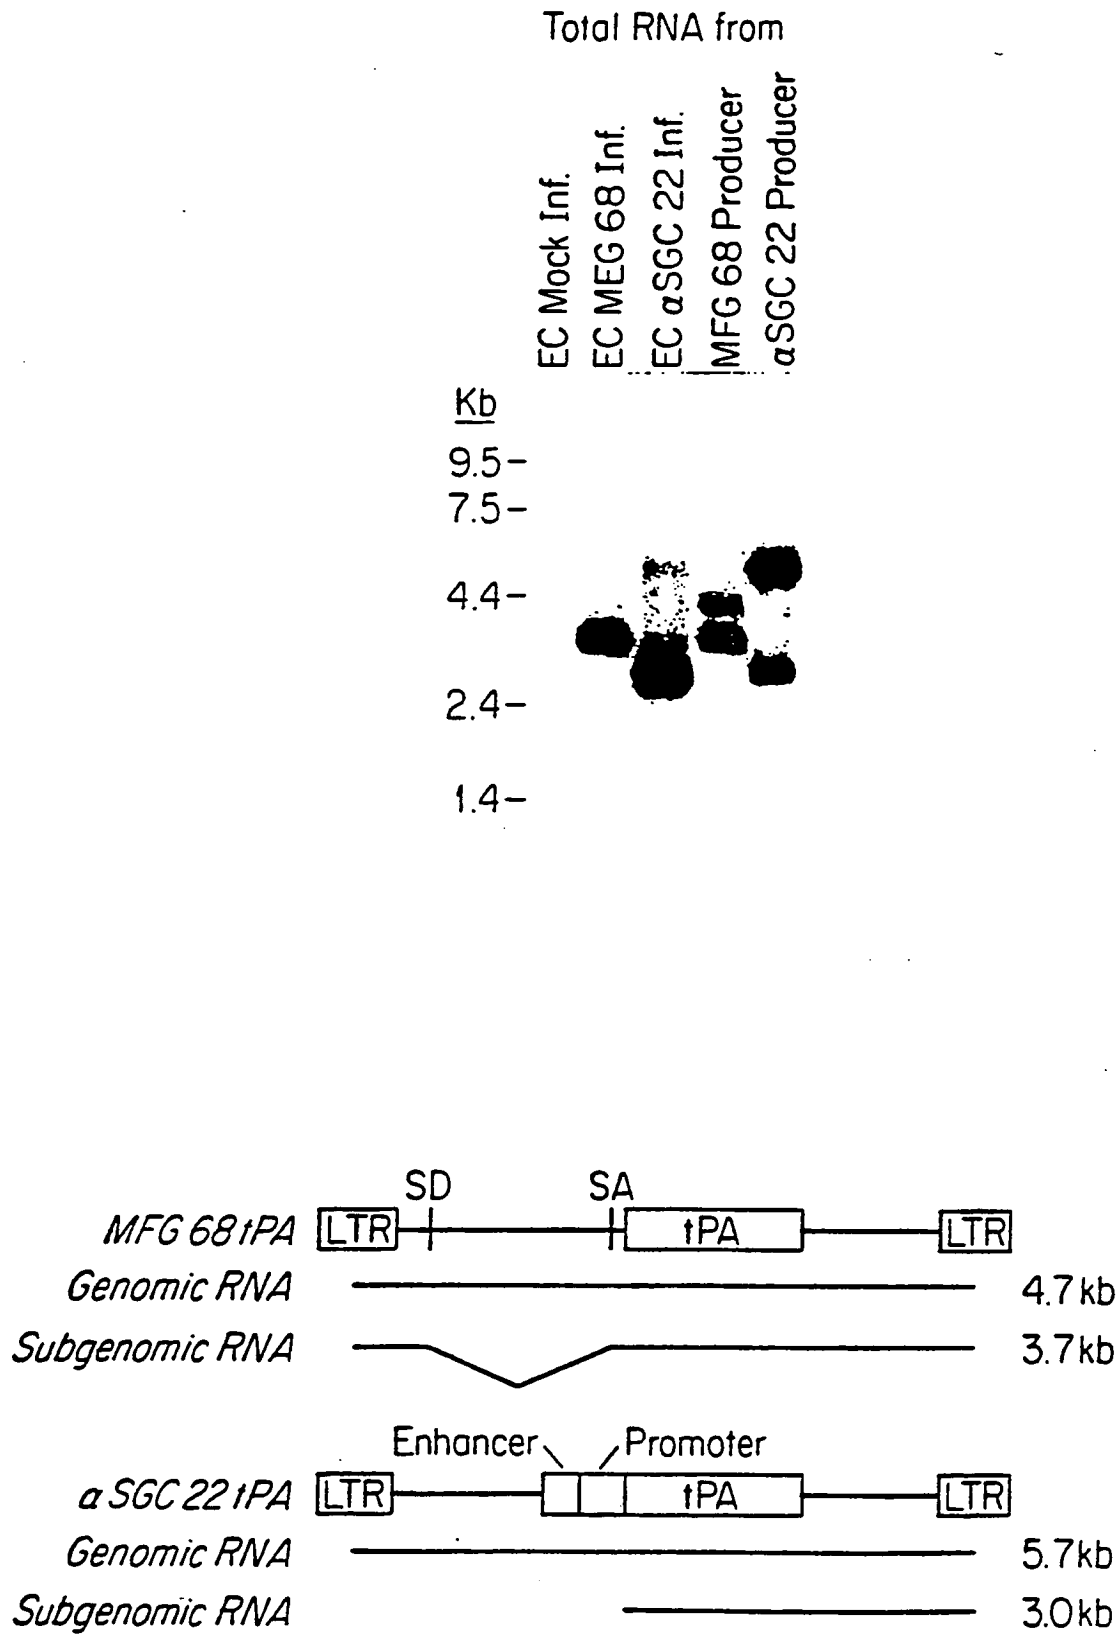 Total RNA from
EC Mock Inf.
EC MEG 68 Inf.
EC αSGC 22 Inf.
MFG 68 Producer
αSGC 22 Producer
Kb
9.5-
7.5-
4.4-
2.4-
1.4-
SD SA
MFG 68 tPA LTR tPA LTR
Genomic RNA 4.7 kb
Subgenomic RNA 3.7 kb
Enhancer Promoter
α SGC 22 tPA LTR tPA LTR
Genomic RNA 5.7 kb
Subgenomic RNA 3.0 kb